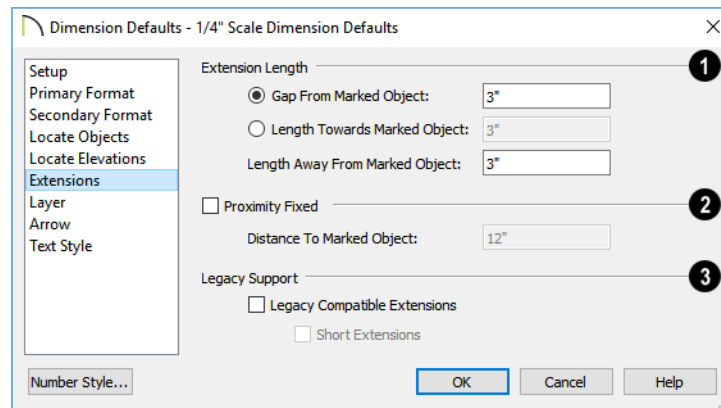 Dimension Defaults - 1/4" Scale Dimension Defaults
Setup
Primary Format
Secondary Format
Locate Objects
Locate Elevations
Extensions
Layer
Arrow
Text Style
Extension Length
1
Gap From Marked Object:
3"
Length Towards Marked Object:
3"
Length Away From Marked Object:
3"
Proximity Fixed
2
Distance To Marked Object:
12"
Legacy Support
3
Legacy Compatible Extensions
Short Extensions
Number Style...
OK
Cancel
Help